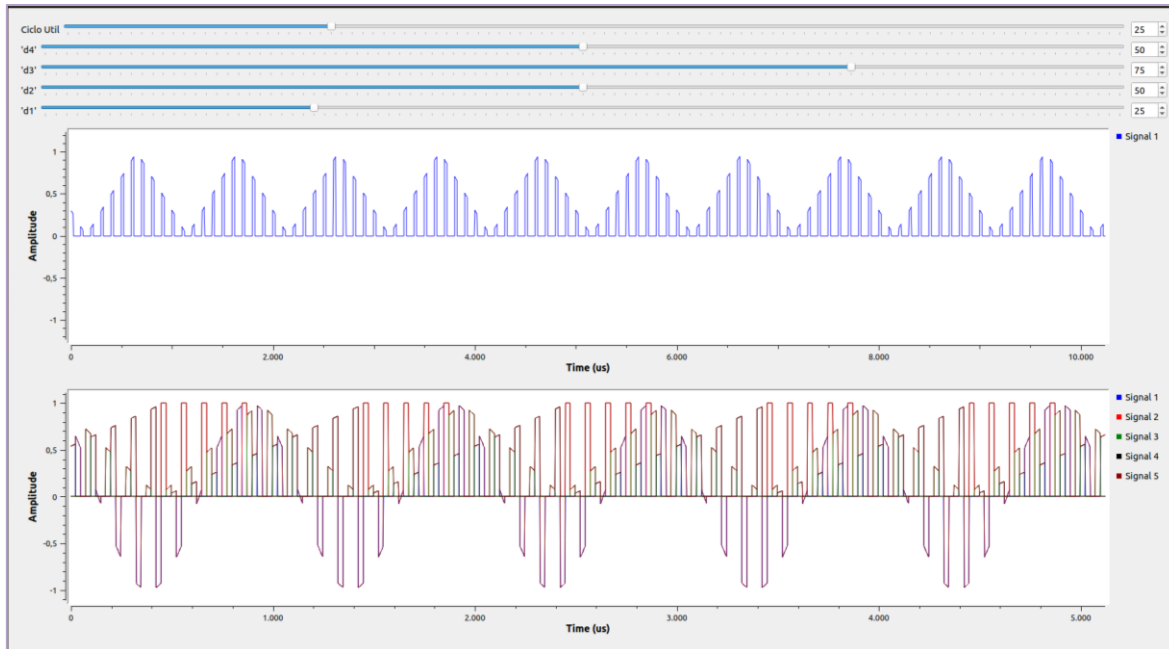 Ciclo Util 25
'd4' 50
'd3' 75
'd2' 50
'd1' 25
Signal 1
Amplitude
1
0,5
0
-0,5
-1
0 2.000 4.000 6.000 8.000 10.000
Time (us)
Signal 1
Signal 2
Signal 3
Signal 4
Signal 5
Amplitude
1
0,5
0
-0,5
-1
0 1.000 2.000 3.000 4.000 5.000
Time (us)